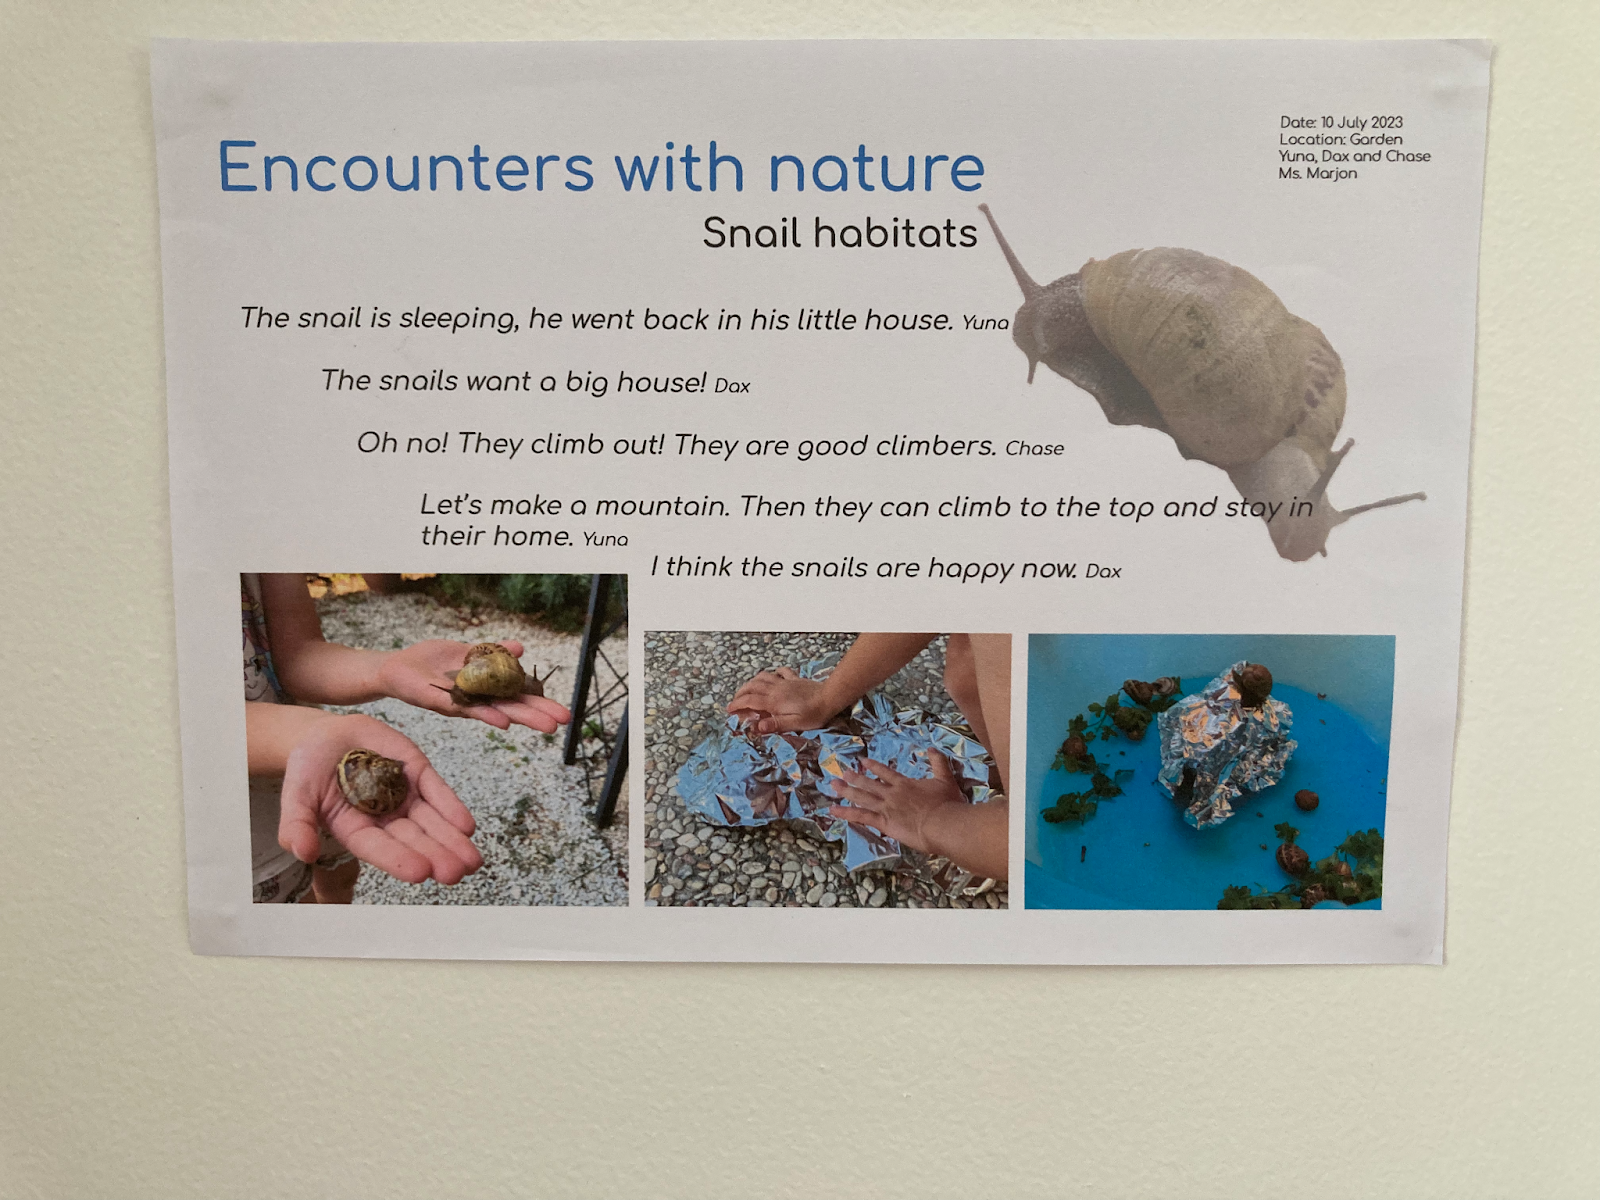 Date: 10 July 2023
Location: Garden
Yuna, Dax and Chase
Ms. Marjon
Encounters with nature
Snail habitats
The snail is sleeping, he went back in his little house. Yuna
The snails want a big house! Dax
Oh no! They climb out! They are good climbers. Chase
Let's make a mountain. Then they can climb to the top and stay in
their home. Yuna
I think the snails are happy now. Dax